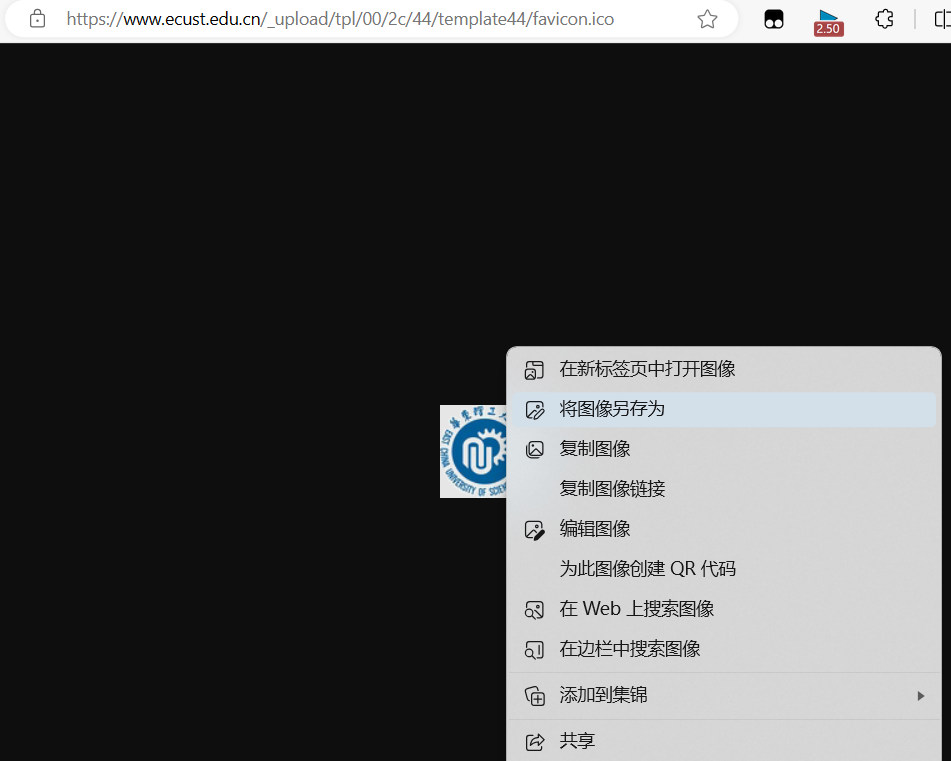 https://www.ecust.edu.cn/_upload/tpl/00/2c/44/template44/favicon.ico
2.50
在新标签页中打开图像
将图像另存为
华东理工大
EAST CHINA UNIVERSITY OF SCIEN
复制图像
复制图像链接
编辑图像
为此图像创建 QR 代码
在 Web 上搜索图像
在边栏中搜索图像
添加到集锦
共享